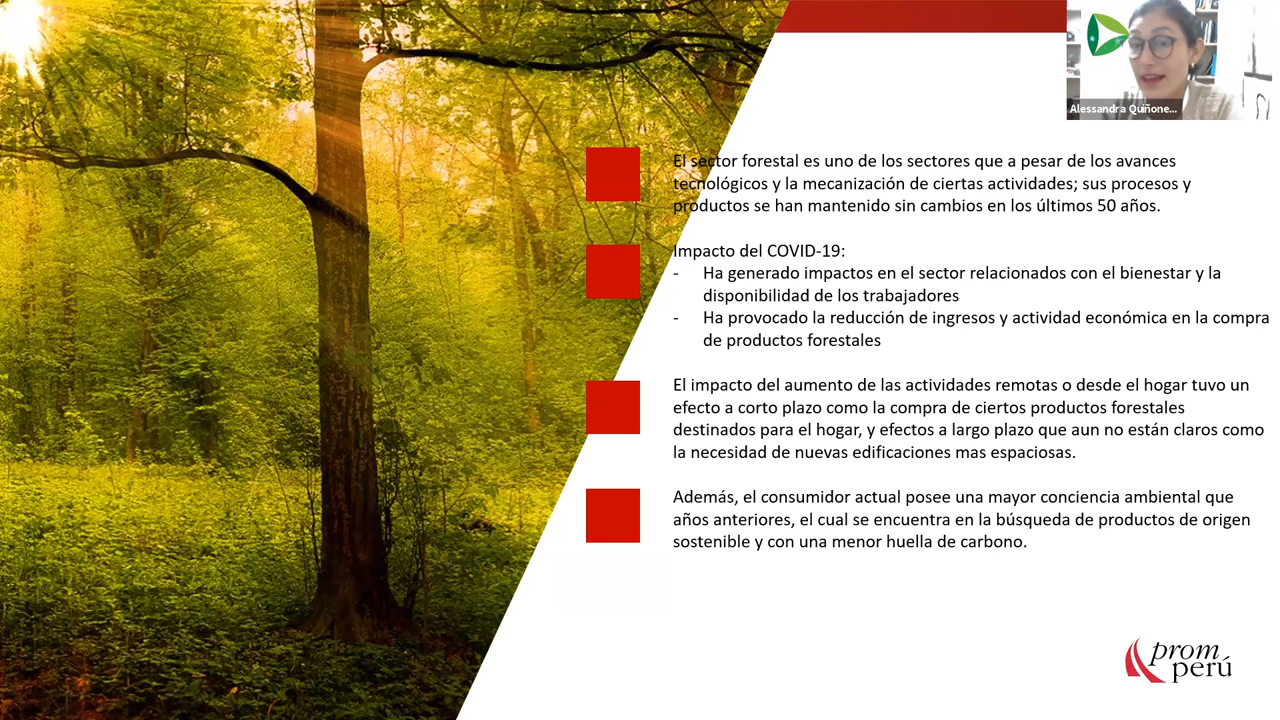 Alessandra Quiñone...
El sector forestal es uno de los sectores que a pesar de los avances
tecnológicos y la mecanización de ciertas actividades; sus procesos y
productos se han mantenido sin cambios en los últimos 50 años.
Impacto del COVID-19:
- Ha generado impactos en el sector relacionados con el bienestar y la
disponibilidad de los trabajadores
- Ha provocado la reducción de ingresos y actividad económica en la compra
de productos forestales
El impacto del aumento de las actividades remotas o desde el hogar tuvo un
efecto a corto plazo como la compra de ciertos productos forestales
destinados para el hogar, y efectos a largo plazo que aun no están claros como
la necesidad de nuevas edificaciones mas espaciosas.
Además, el consumidor actual posee una mayor conciencia ambiental que
años anteriores, el cual se encuentra en la búsqueda de productos de origen
sostenible y con una menor huella de carbono.
prom
perú